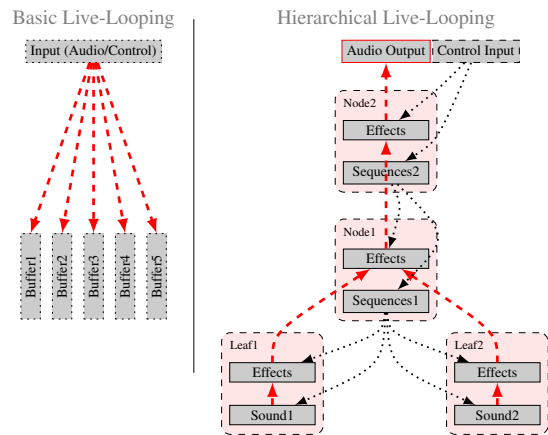 Basic Live-Looping
Input (Audio/Control)
Buffer1
Buffer2
Buffer3
Buffer4
Buffer5
Hierarchical Live-Looping
Audio Output
Control Input
Node2
Effects
Sequences2
Node1
Effects
Sequences1
Leaf1
Effects
Sound1
Leaf2
Effects
Sound2